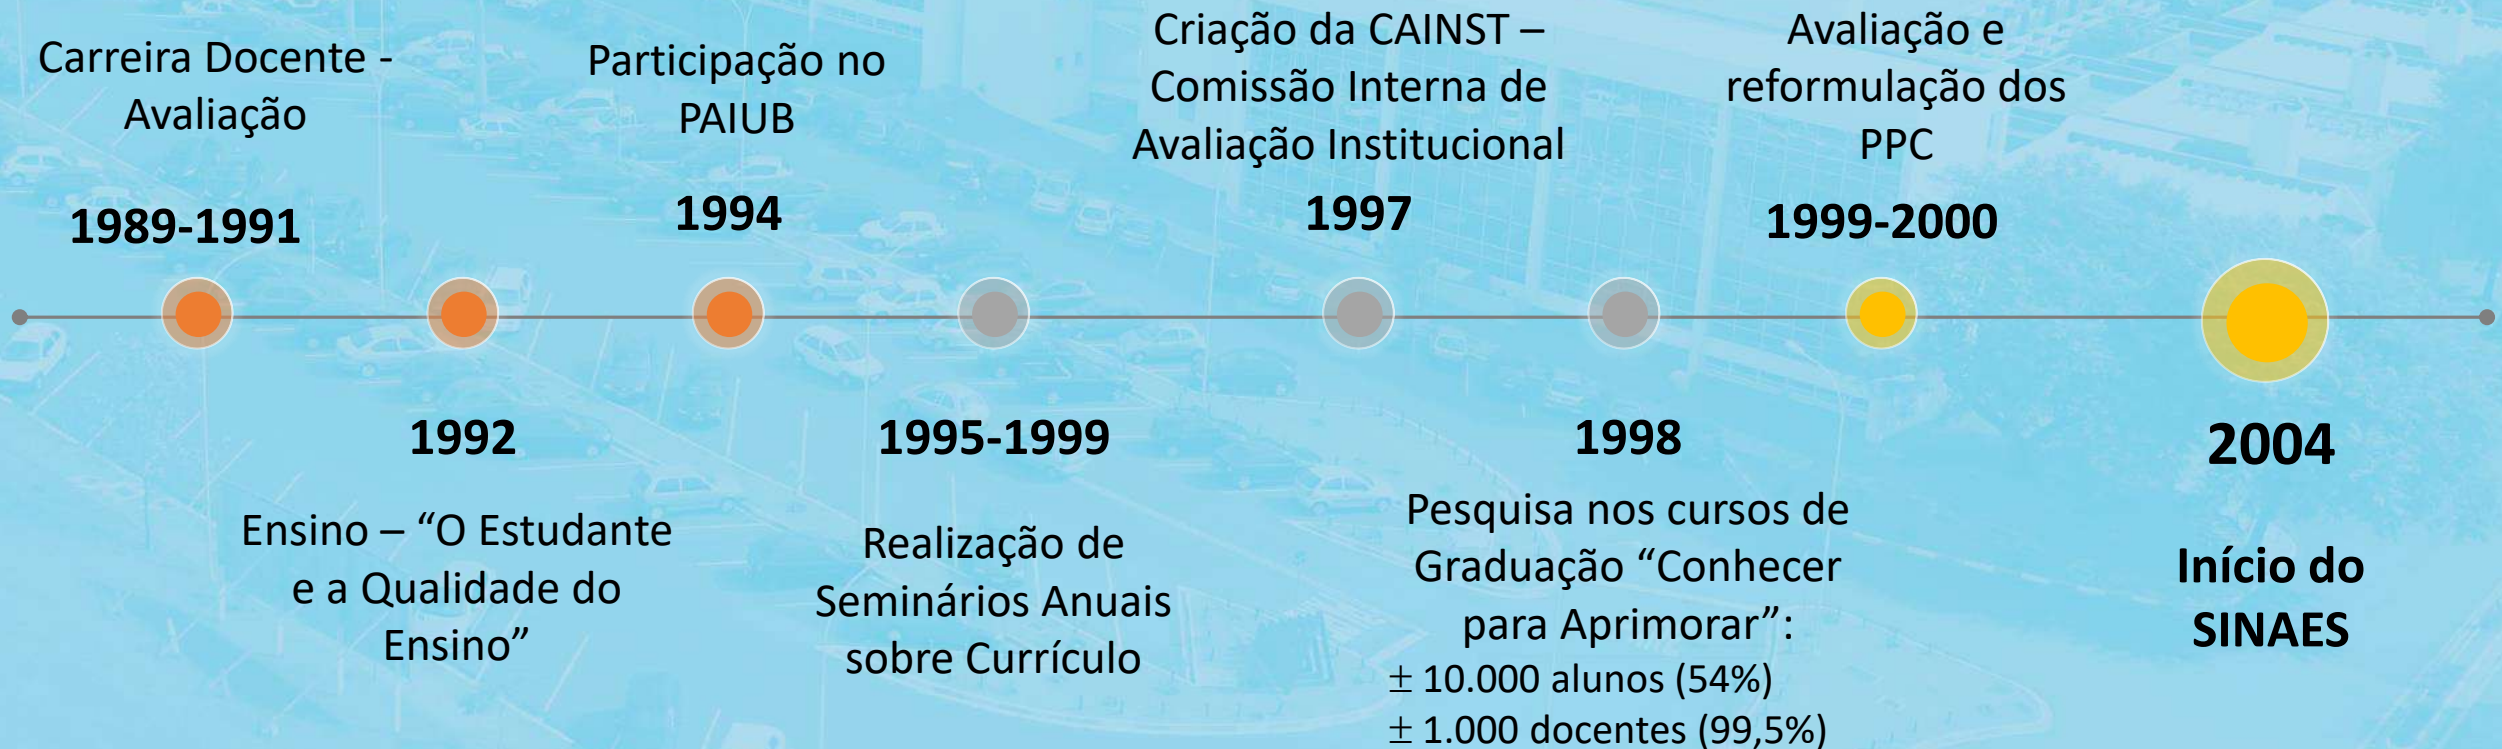 Carreira Docente -
Avaliação
1989-1991
1992
Ensino – “O Estudante
e a Qualidade do
Ensino”
Participação no
PAIUB
1994
1995-1999
Realização de
Seminários Anuais
sobre Currículo
Criação da CAINST –
Comissão Interna de
Avaliação Institucional
1997
1998
Pesquisa nos cursos de
Graduação “Conhecer
para Aprimorar”:
± 10.000 alunos (54%)
± 1.000 docentes (99,5%)
Avaliação e
reformulação dos
PPC
1999-2000
2004
Início do
SINAES